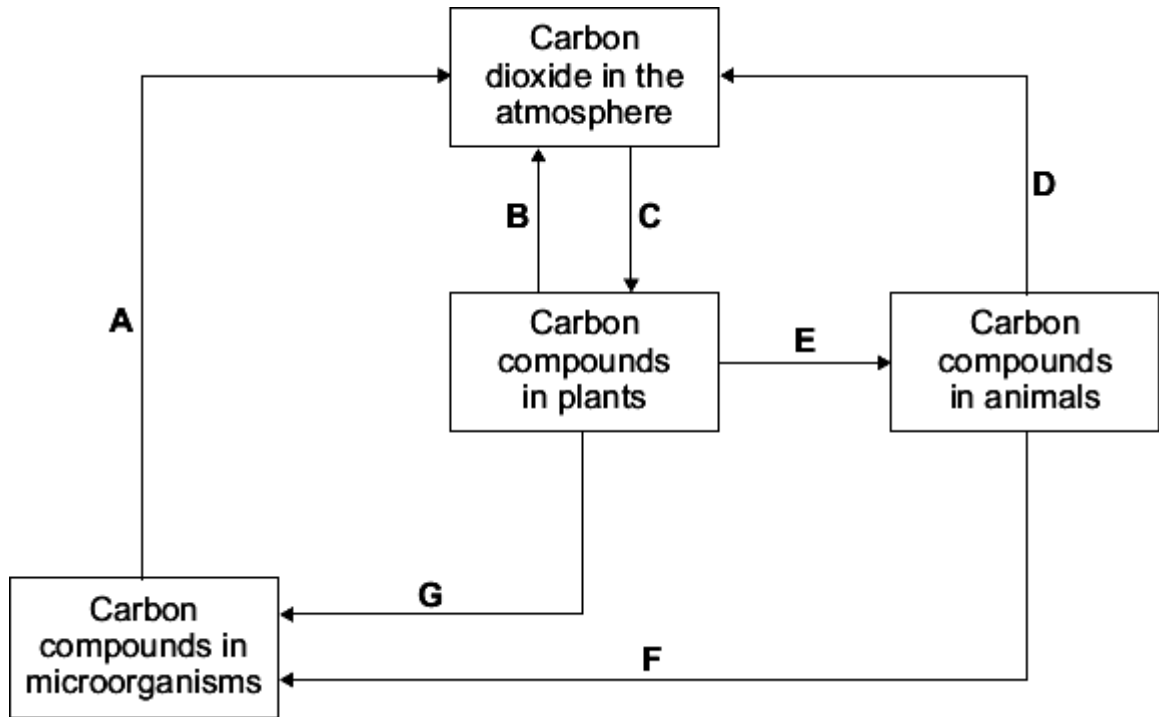 Carbon
dioxide in the
atmosphere
B
C
D
A
Carbon
compounds
in plants
E
Carbon
compounds
in animals
G
F
Carbon
compounds in
microorganisms